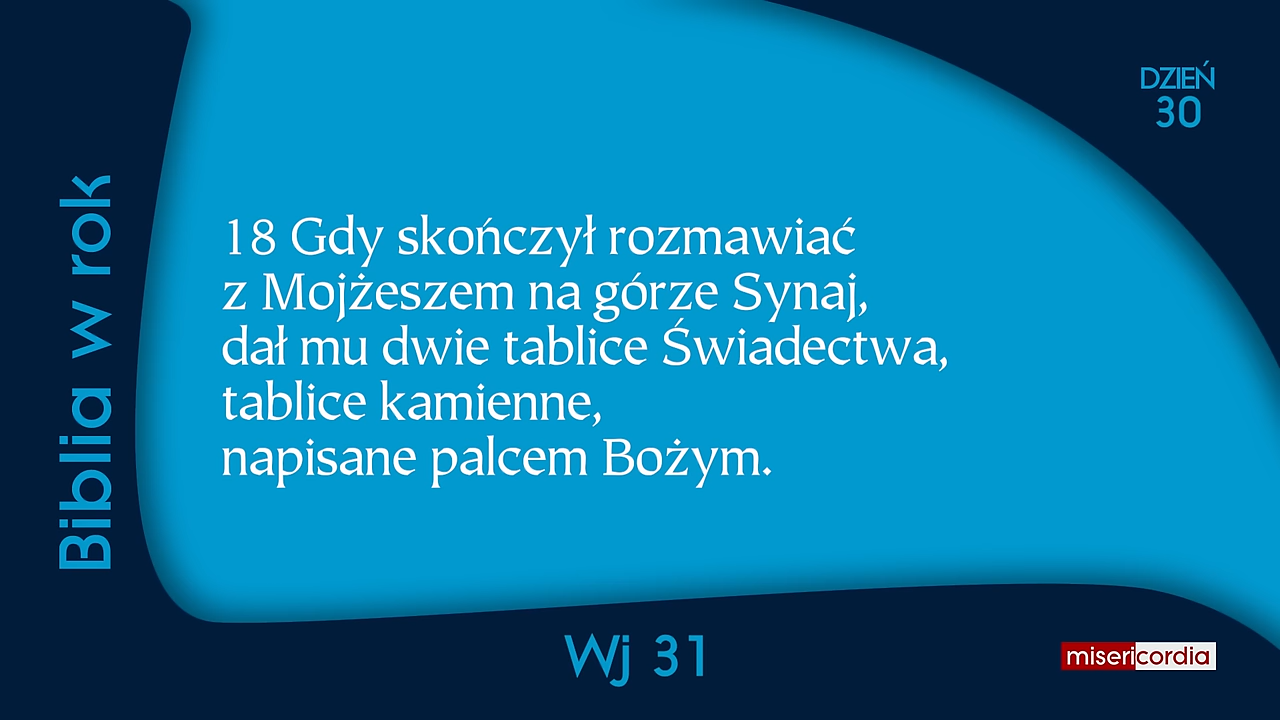 DZIEŃ
30
Biblia w rok
18 Gdy skończył rozmawiać
z Mojżeszem na górze Synaj,
dał mu dwie tablice Świadectwa,
tablice kamienne,
napisane palcem Bożym.
Wj 31
misericordia